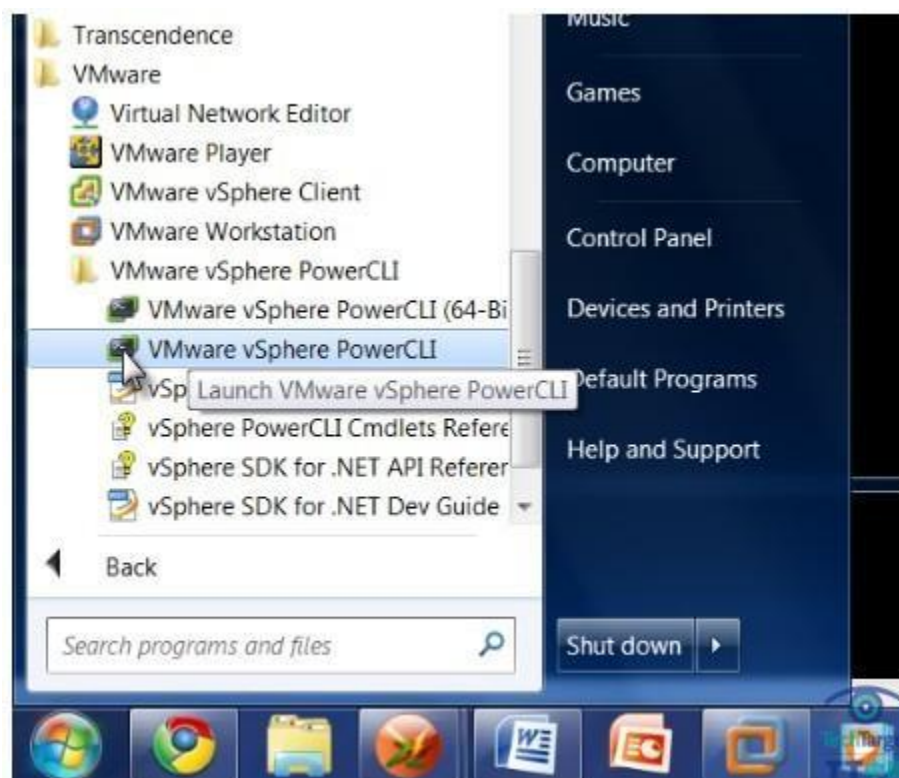 Transcendence
VMware
Virtual Network Editor
VMware Player
VMware vSphere Client
VMware Workstation
VMware vSphere PowerCLI
VMware vSphere PowerCLI (64-Bi
VMware vSphere PowerCLI
vSp
Launch VMware vSphere PowerCLI
vSphere PowerCLI Cmdlets Refere
vSphere SDK for .NET API Referer
vSphere SDK for .NET Dev Guide
Back
Search programs and files
Music
Games
Computer
Control Panel
Devices and Printers
Default Programs
Help and Support
Shut down
W
TechTarg